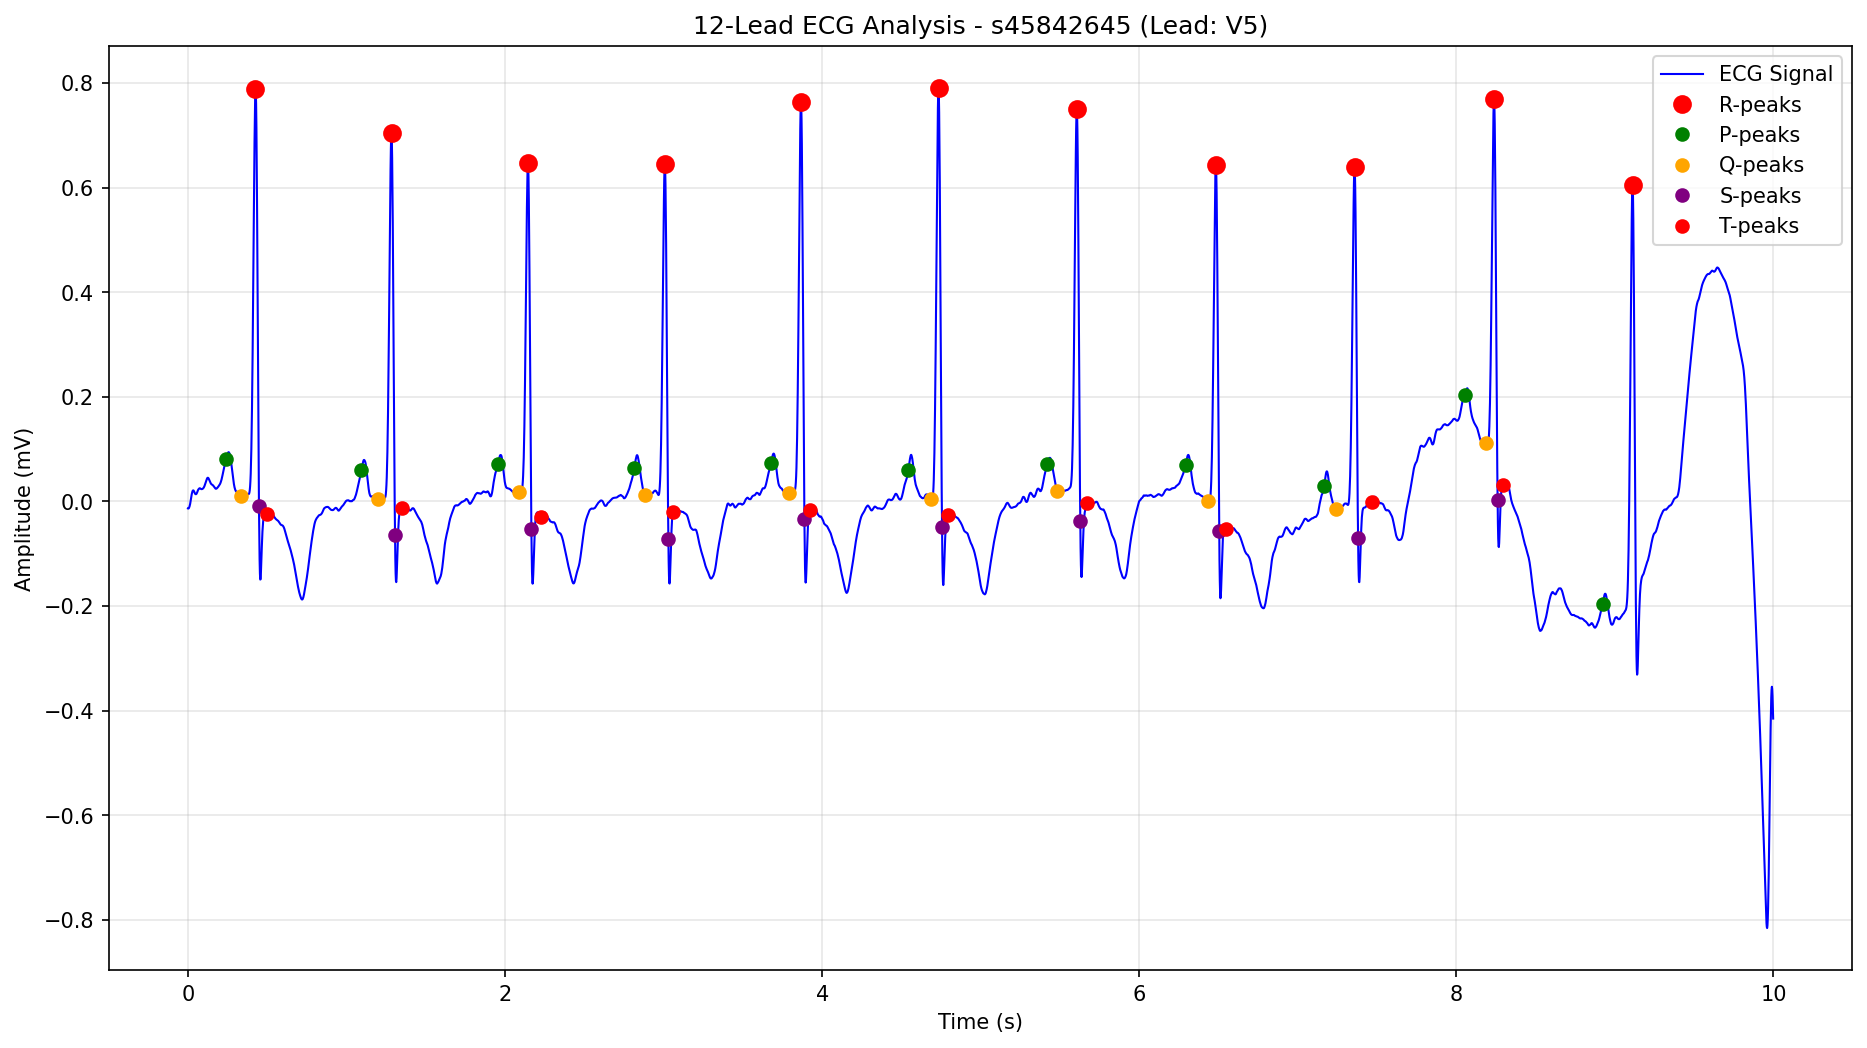 12-Lead ECG Analysis - s45842645 (Lead: V5)
ECG Signal
R-peaks
P-peaks
Q-peaks
S-peaks
T-peaks
Amplitude (mV)
0.8
0.6
0.4
0.2
0.0
−0.2
−0.4
−0.6
−0.8
0 2 4 6 8 10
Time (s)